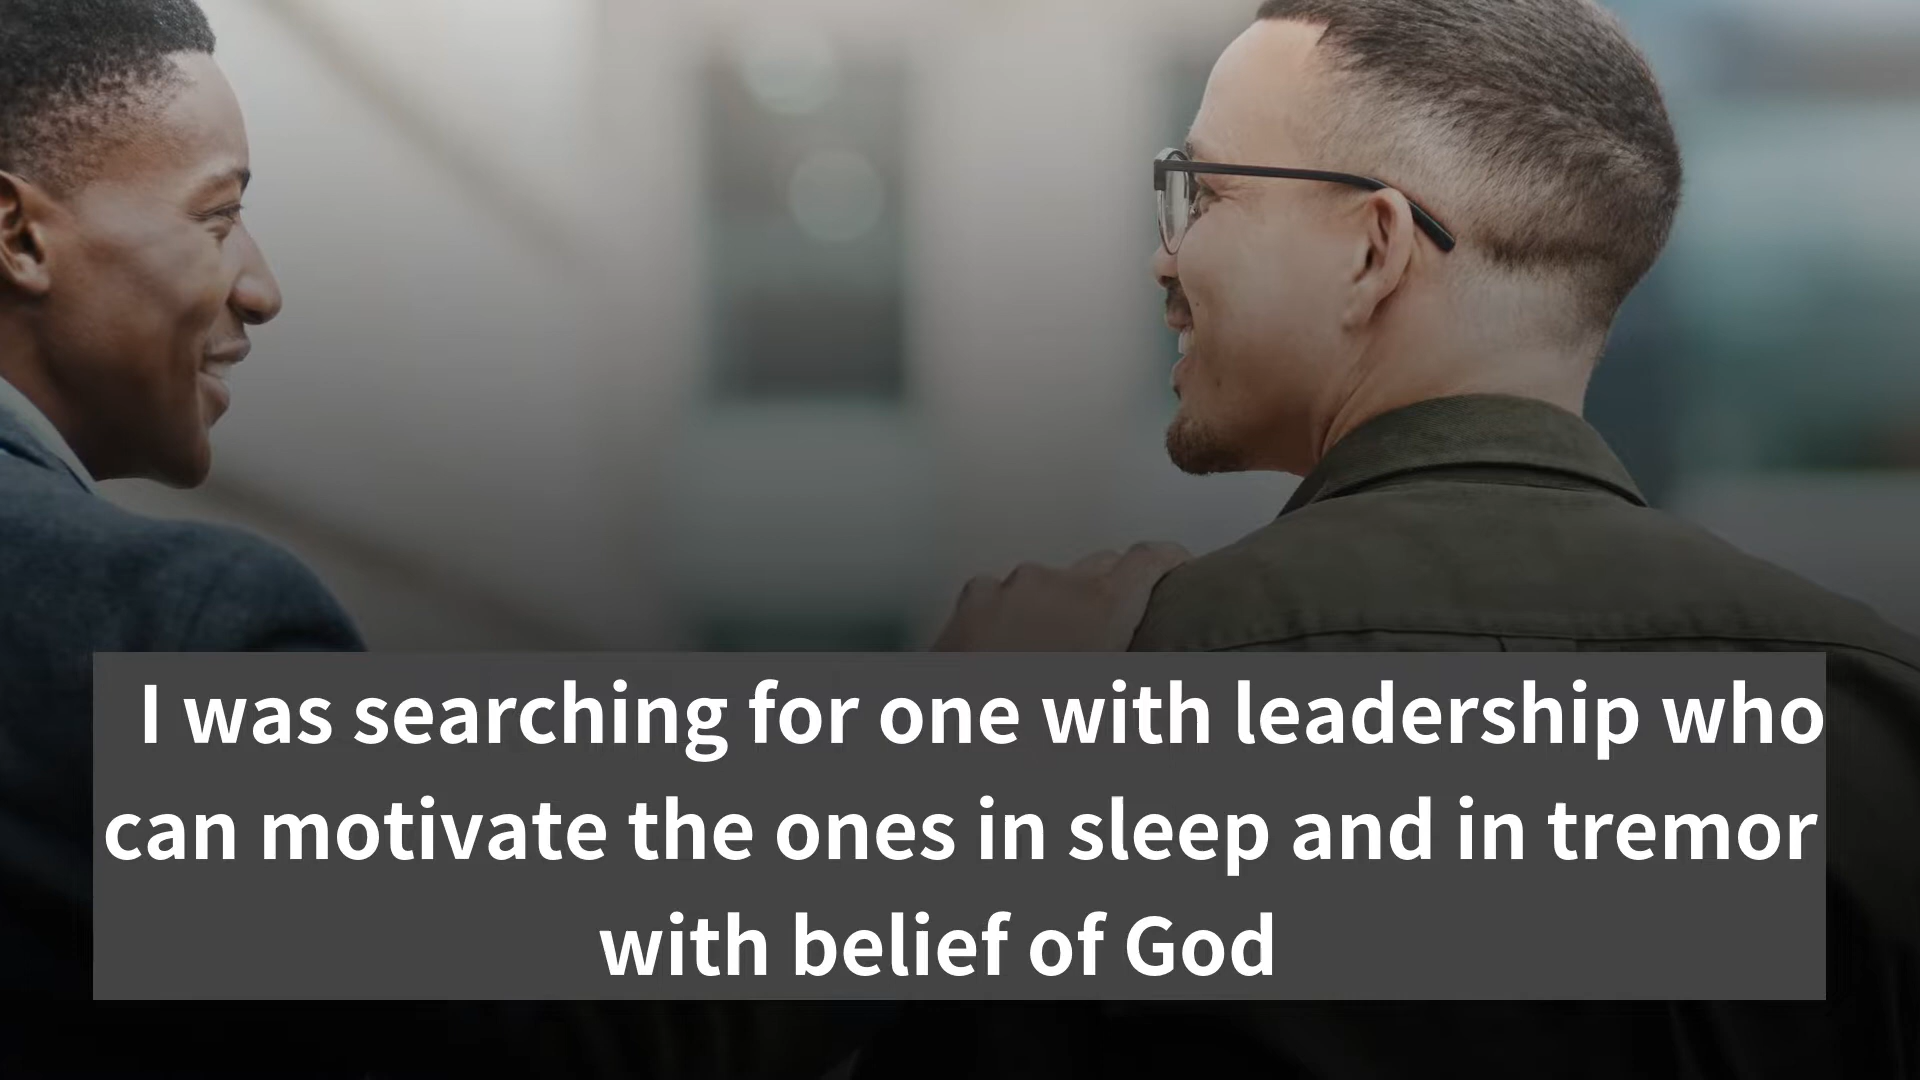 I was searching for one with leadership who
can motivate the ones in sleep and in tremor
with belief of God